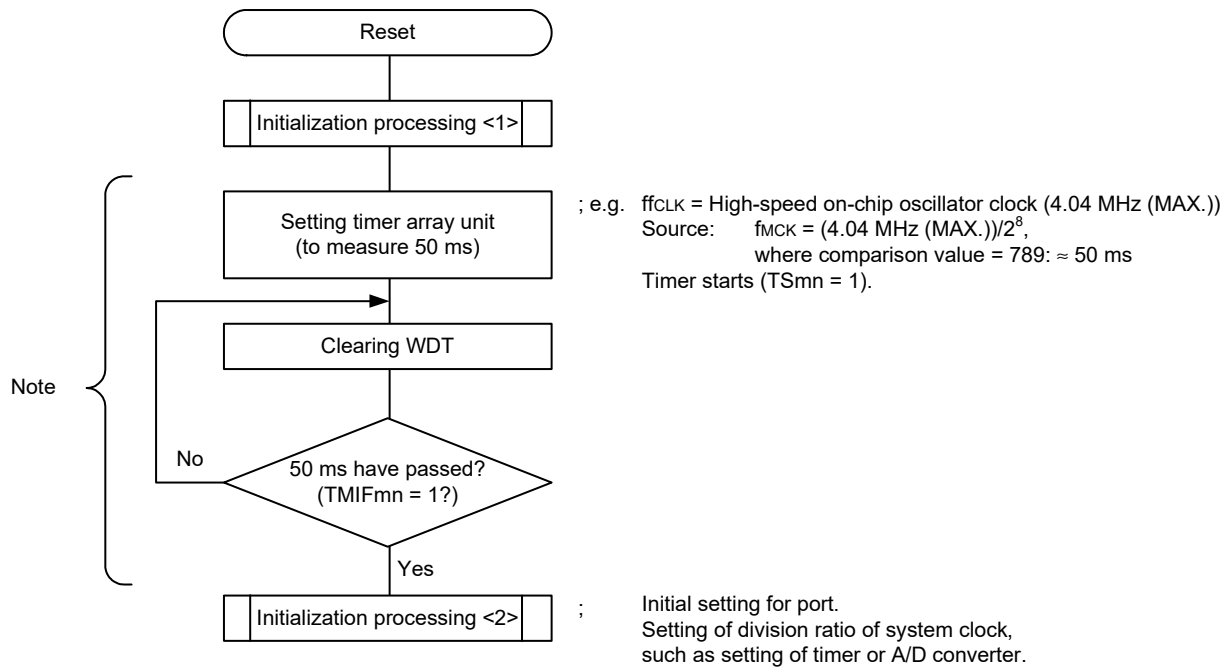 Reset
Initialization processing <1>
Setting timer array unit
(to measure 50 ms)
; e.g. ffCLK = High-speed on-chip oscillator clock (4.04 MHz (MAX.))
Source: fMCK = (4.04 MHz (MAX.))/2⁸,
where comparison value = 789: ≈ 50 ms
Timer starts (TSmn = 1).
Clearing WDT
Note
No
50 ms have passed?
(TMIFmn = 1?)
Yes
Initialization processing <2>
; Initial setting for port.
Setting of division ratio of system clock,
such as setting of timer or A/D converter.